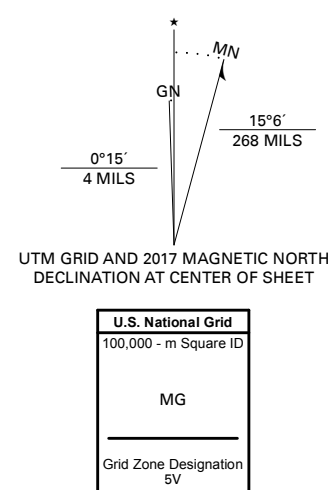 ★
MN
GN
15°6´
268 MILS
0°15´
4 MILS
UTM GRID AND 2017 MAGNETIC NORTH
DECLINATION AT CENTER OF SHEET
U.S. National Grid
100,000 - m Square ID
MG
Grid Zone Designation
5V